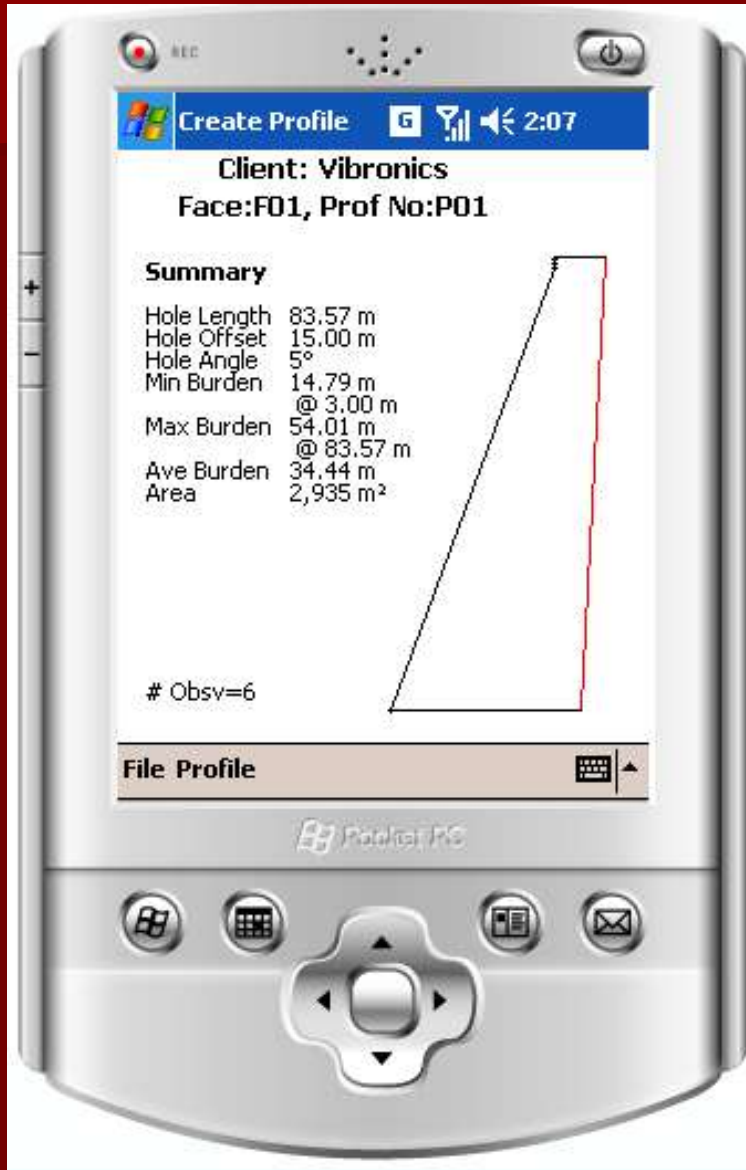 REC
Create Profile G 2:07
Client: Vibronics
Face:F01, Prof No:P01
Summary
Hole Length 83.57 m
Hole Offset 15.00 m
Hole Angle 5°
Min Burden 14.79 m
@ 3.00 m
Max Burden 54.01 m
@ 83.57 m
Ave Burden 34.44 m
Area 2,935 m²
# Obsv=6
File Profile
Pocket PC
+
−